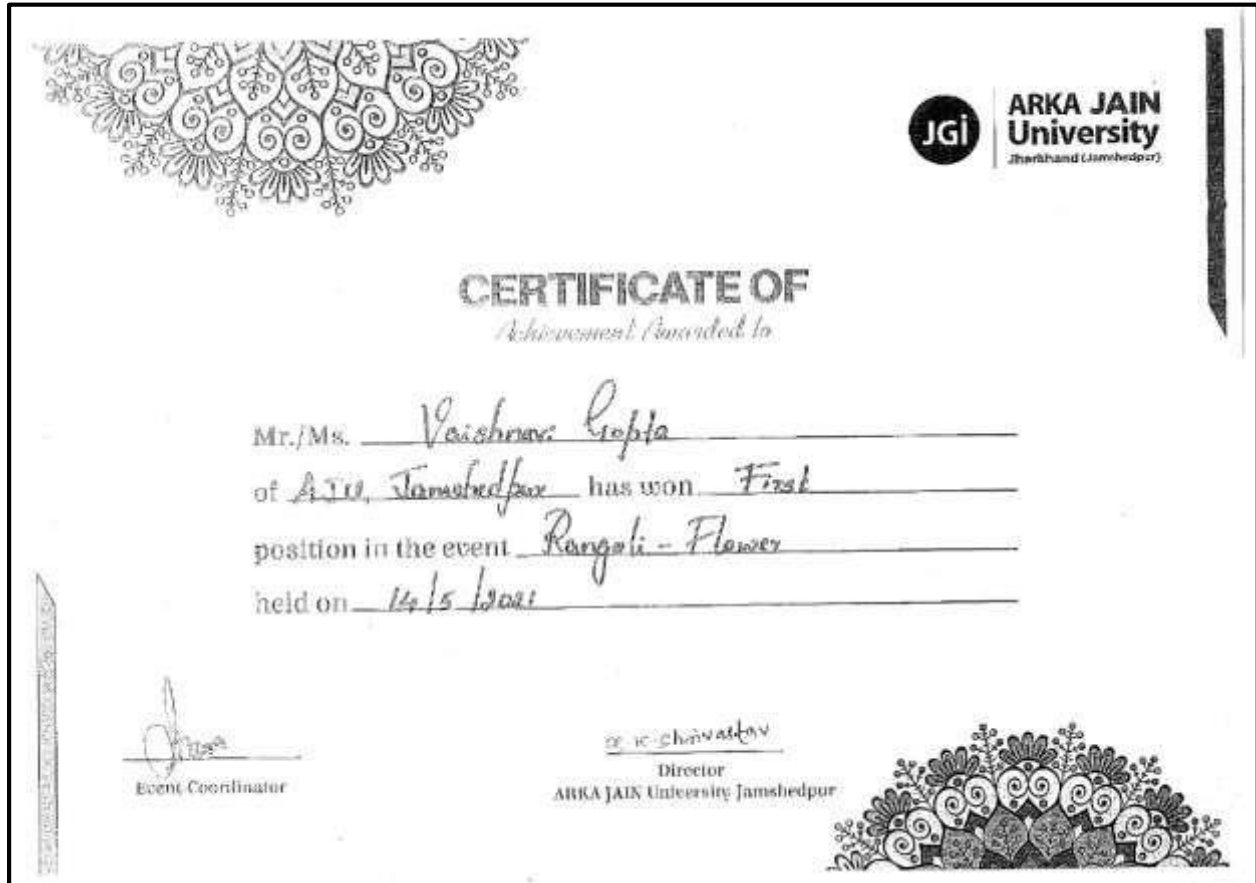 JGi
ARKA JAIN
University
Jharkhand (Jamshedpur)
CERTIFICATE OF
Achievement Awarded to
Mr./Ms. Vaishnavi Gupta
of AJU, Jamshedpur has won First
position in the event Rangoli - Flower
held on 14/5/2021
Event Coordinator
k shrivastav
Director
ARKA JAIN University Jamshedpur